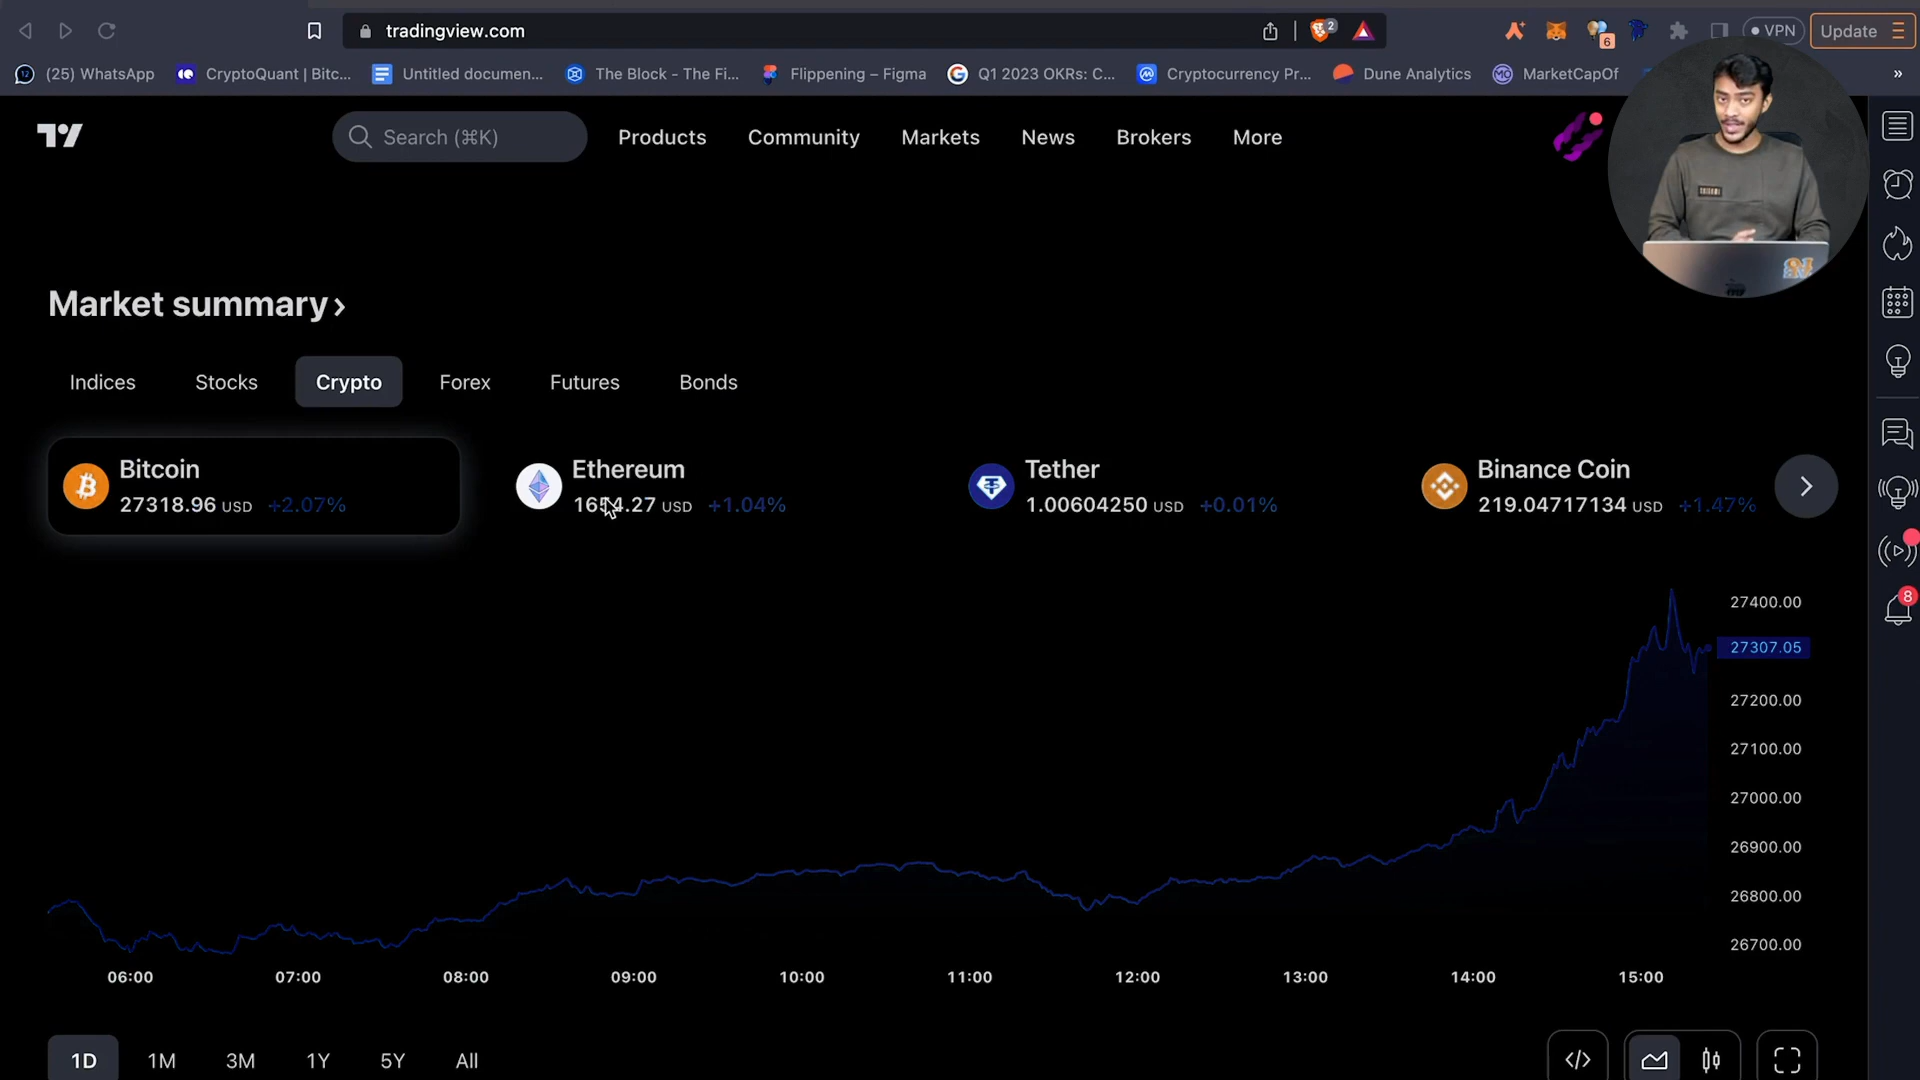 tradingview.com
2
6
VPN
Update
(25) WhatsApp
CryptoQuant | Bitc...
Untitled documen...
The Block - The Fi...
Flippening – Figma
Q1 2023 OKRs: C...
Cryptocurrency Pr...
Dune Analytics
MarketCapOf
»
Search (⌘K)
Products
Community
Markets
News
Brokers
More
Market summary ›
Indices
Stocks
Crypto
Forex
Futures
Bonds
Bitcoin
27318.96 USD +2.07%
Ethereum
1654.27 USD +1.04%
Tether
1.00604250 USD +0.01%
Binance Coin
219.04717134 USD +1.47%
8
27400.00
27307.05
27200.00
27100.00
27000.00
26900.00
26800.00
26700.00
06:00 07:00 08:00 09:00 10:00 11:00 12:00 13:00 14:00 15:00
1D 1M 3M 1Y 5Y All